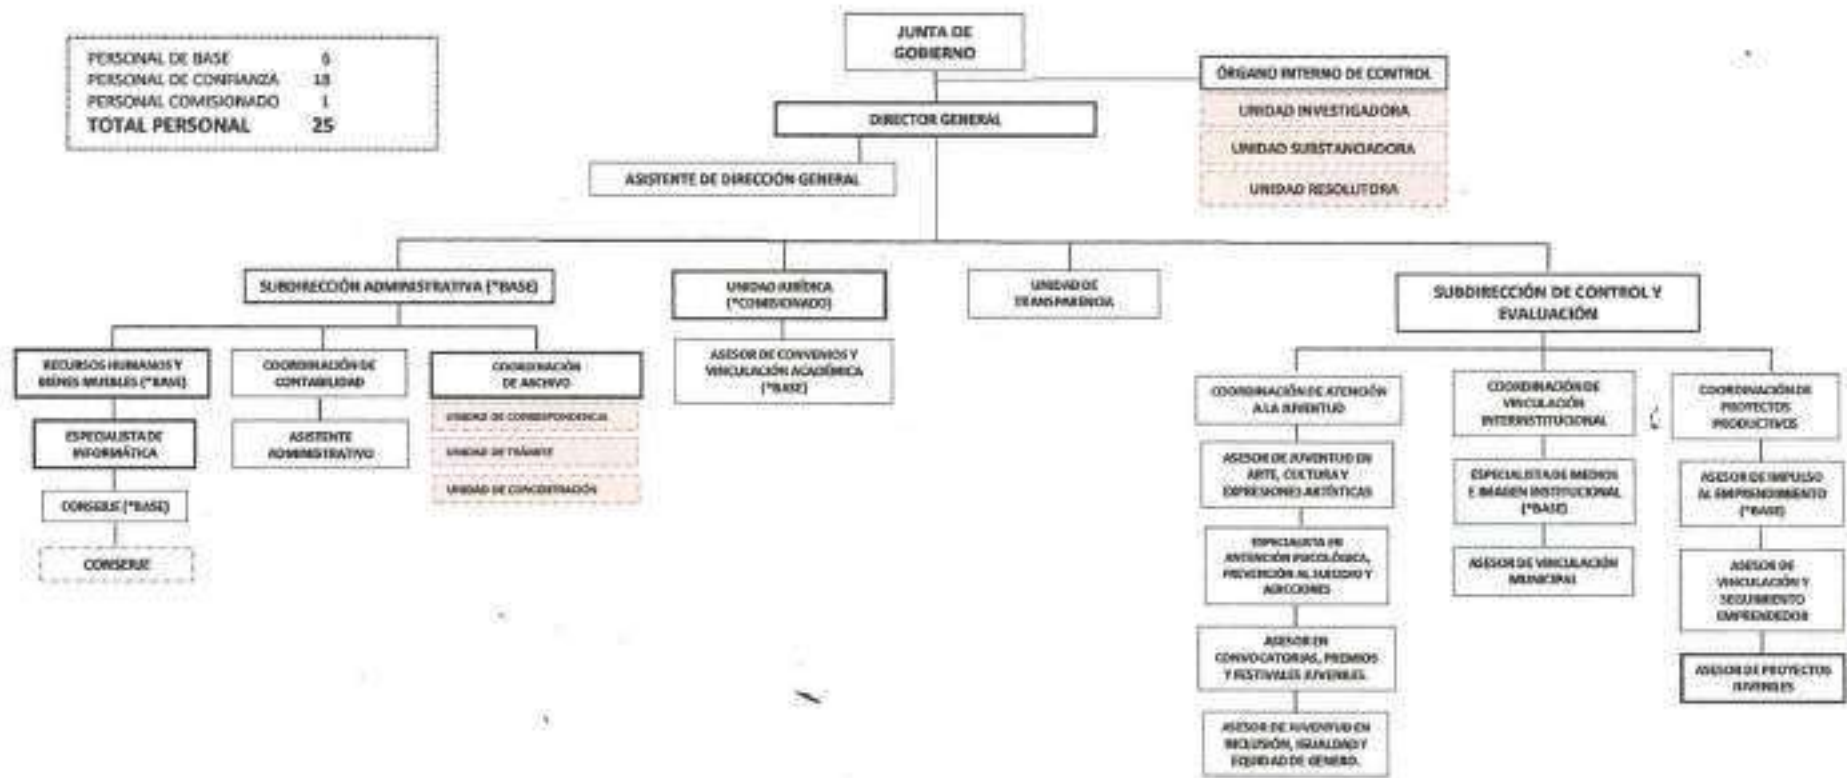 PERSONAL DE BASE 6
PERSONAL DE CONFIANZA 18
PERSONAL COMISIONADO 1
TOTAL PERSONAL 25
JUNTA DE
GOBIERNO
ÓRGANO INTERNO DE CONTROL
UNIDAD INVESTIGADORA
UNIDAD SUBSTANCIADORA
UNIDAD RESOLUTORA
DIRECTOR GENERAL
ASISTENTE DE DIRECCIÓN GENERAL
SUBDIRECCIÓN ADMINISTRATIVA (*BASE)
UNIDAD JURÍDICA
(*COMISIONADO)
UNIDAD DE
TRANSPARENCIA
SUBDIRECCIÓN DE CONTROL Y
EVALUACIÓN
RECURSOS HUMANOS Y
BIENES MUEBLES (*BASE)
ESPECIALISTA DE
INFORMÁTICA
CONSERJE (*BASE)
CONSERJE
COORDINACIÓN DE
CONTABILIDAD
ASISTENTE
ADMINISTRATIVO
COORDINACIÓN
DE ARCHIVO
UNIDAD DE CORRESPONDENCIA
UNIDAD DE TRÁMITE
UNIDAD DE CONCENTRACIÓN
ASESOR DE CONVENIOS Y
VINCULACIÓN ACADÉMICA
(*BASE)
COORDINACIÓN DE ATENCIÓN
A LA JUVENTUD
ASESOR DE JUVENTUD EN
ARTE, CULTURA Y
EXPRESIONES ARTÍSTICAS
ESPECIALISTA EN
ANTENCIÓN PSICOLÓGICA,
PREVENCIÓN AL SUICIDIO Y
ADICCIONES
ASESOR EN
CONVOCATORIAS, PREMIOS
Y FESTIVALES JUVENILES.
ASESOR DE JUVENTUD EN
INCLUSIÓN, IGUALDAD Y
EQUIDAD DE GENERO.
COORDINACIÓN DE
VINCULACIÓN
INTERINSTITUCIONAL
ESPECIALISTA DE MEDIOS
E IMAGEN INSTITUCIONAL
(*BASE)
ASESOR DE VINCULACIÓN
MUNICIPAL
COORDINACIÓN DE
PROYECTOS
PRODUCTIVOS
ASESOR DE IMPULSO
AL EMPRENDIMIENTO
(*BASE)
ASESOR DE
VINCULACIÓN Y
SEGUIMIENTO
EMPRENDEDOR
ASESOR DE PROYECTOS
JUVENILES